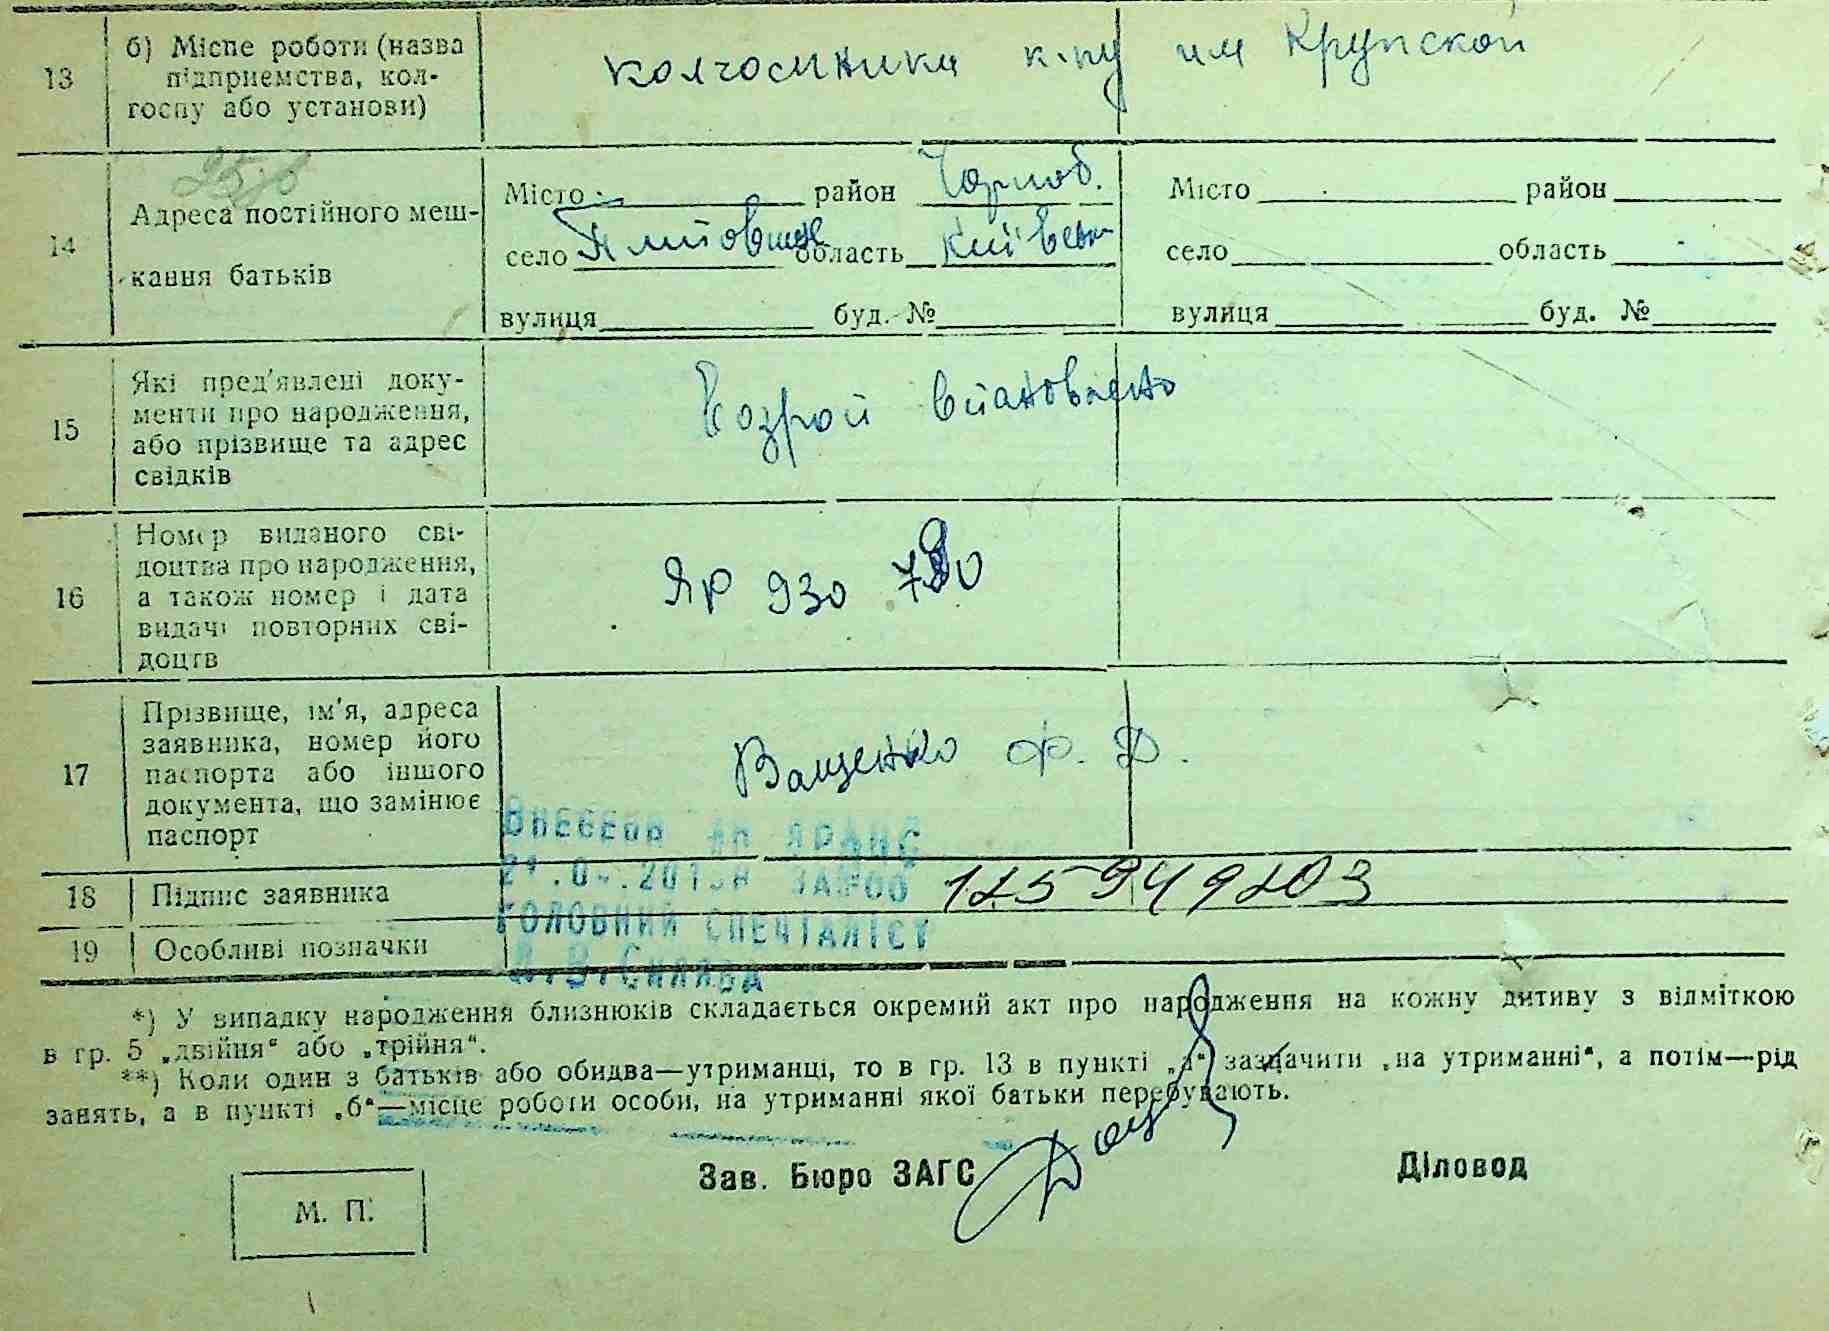 13
б) Місце роботи (назва
підприємства, кол-
госпу або установи)
колгосники к-пу им Крупской
14
Адреса постійного меш-
кання батьків
Місто район Чорноб.
село область Київськ
вулиця буд. №
Місто район
село область
вулиця буд. №
15
Які пред'явлені доку-
менти про народження,
або прізвище та адрес
свідків
16
Номер виданого сві-
доцтва про народження,
а також номер і дата
видачі повторних сві-
доцтв
ЯР 930
17
Прізвище, ім'я, адреса
заявника, номер його
паспорта або іншого
документа, що замінює
паспорт
Ващенко Ф. Д.
18
Підпис заявника
ГОЛОВНИЙ СПЕЦІАЛІСТ
19
Особливі позначки
*) У випадку народження близнюків складається окремий акт про народження на кожну дитину з відміткою
в гр. 5 „двійня“ або „трійня“.
**) Коли один з батьків або обидва—утриманці, то в гр. 13 в пункті „а“ зазначити „на утриманні“, а потім—рід
занять, а в пункті „б“—місце роботи особи, на утриманні якої батьки перебувають.
Зав. Бюро ЗАГС
Діловод
М. П.